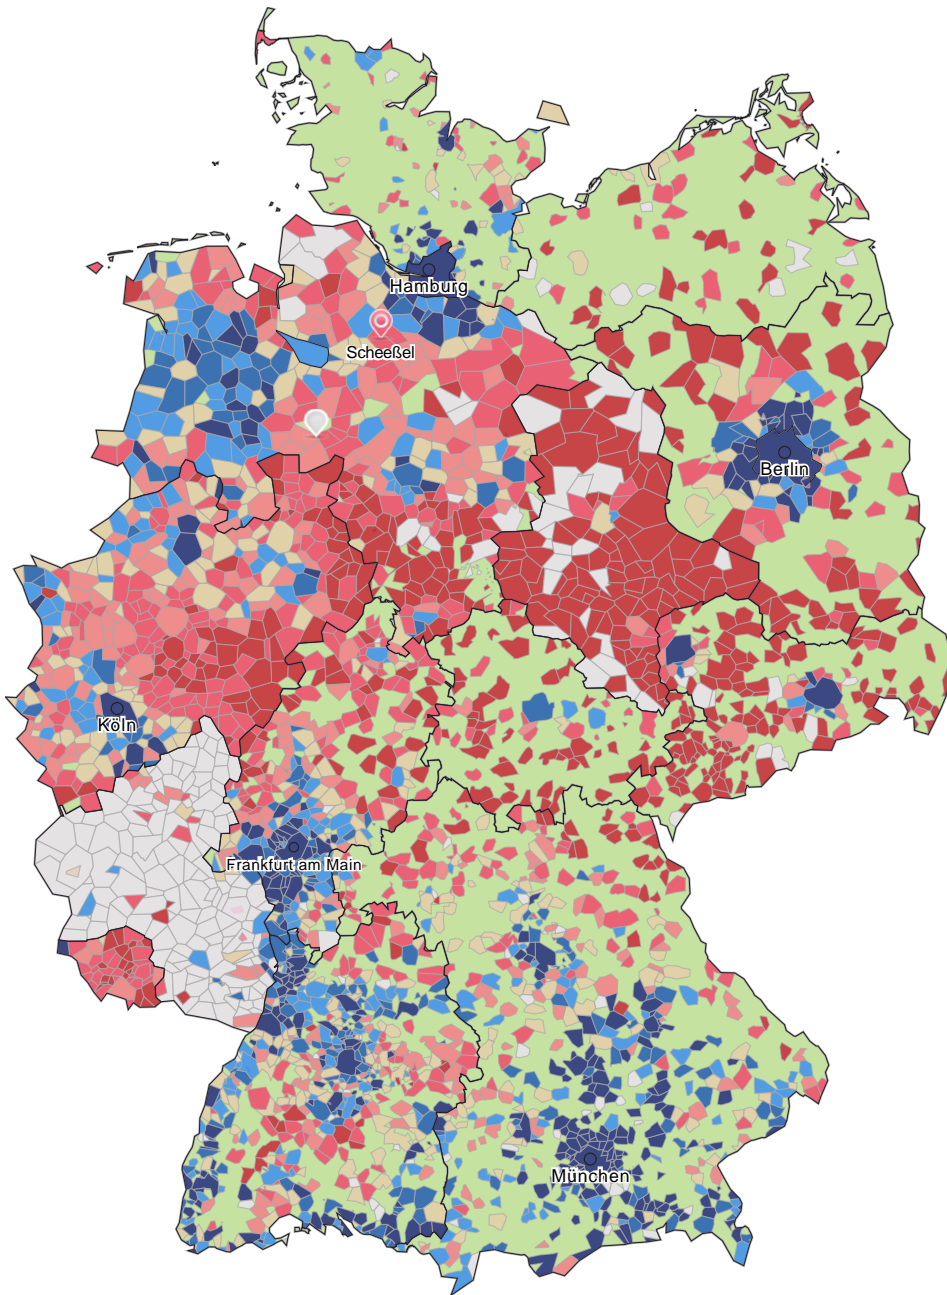 Hamburg
Scheeßel
Berlin
Köln
Frankfurt am Main
München